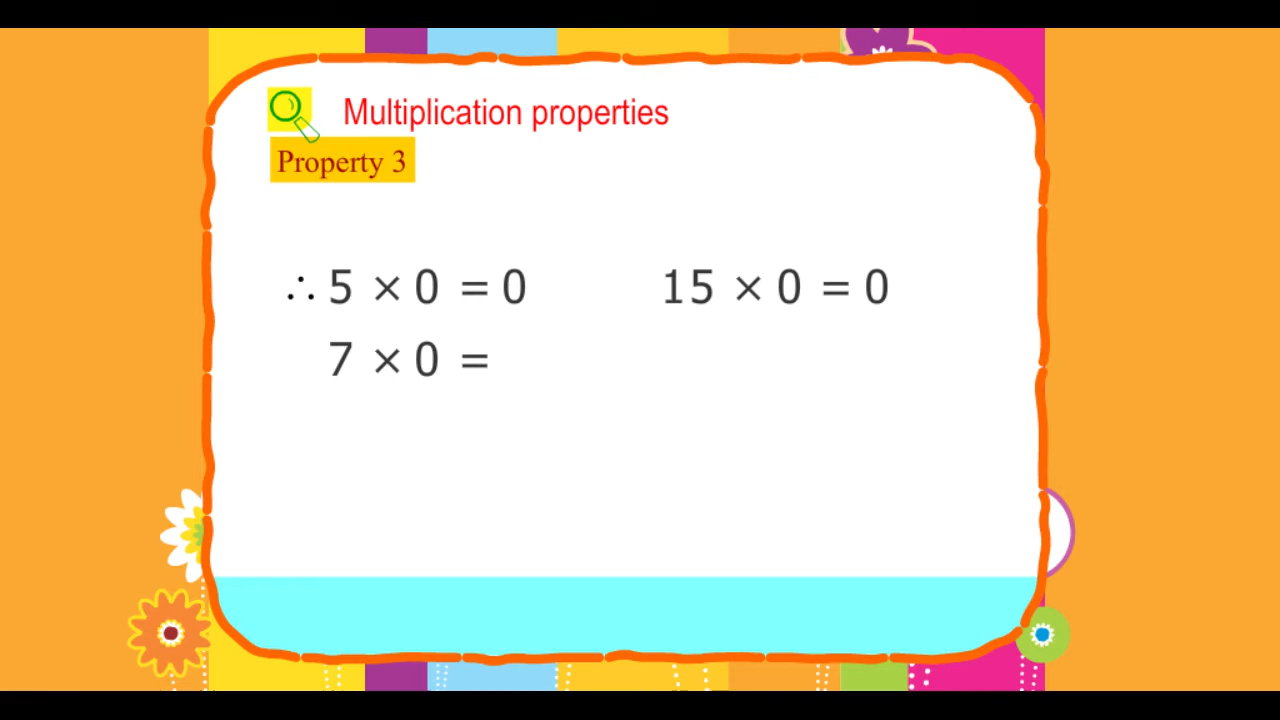 Multiplication properties
Property 3
∴ 5 × 0 = 0 15 × 0 = 0
7 × 0 =